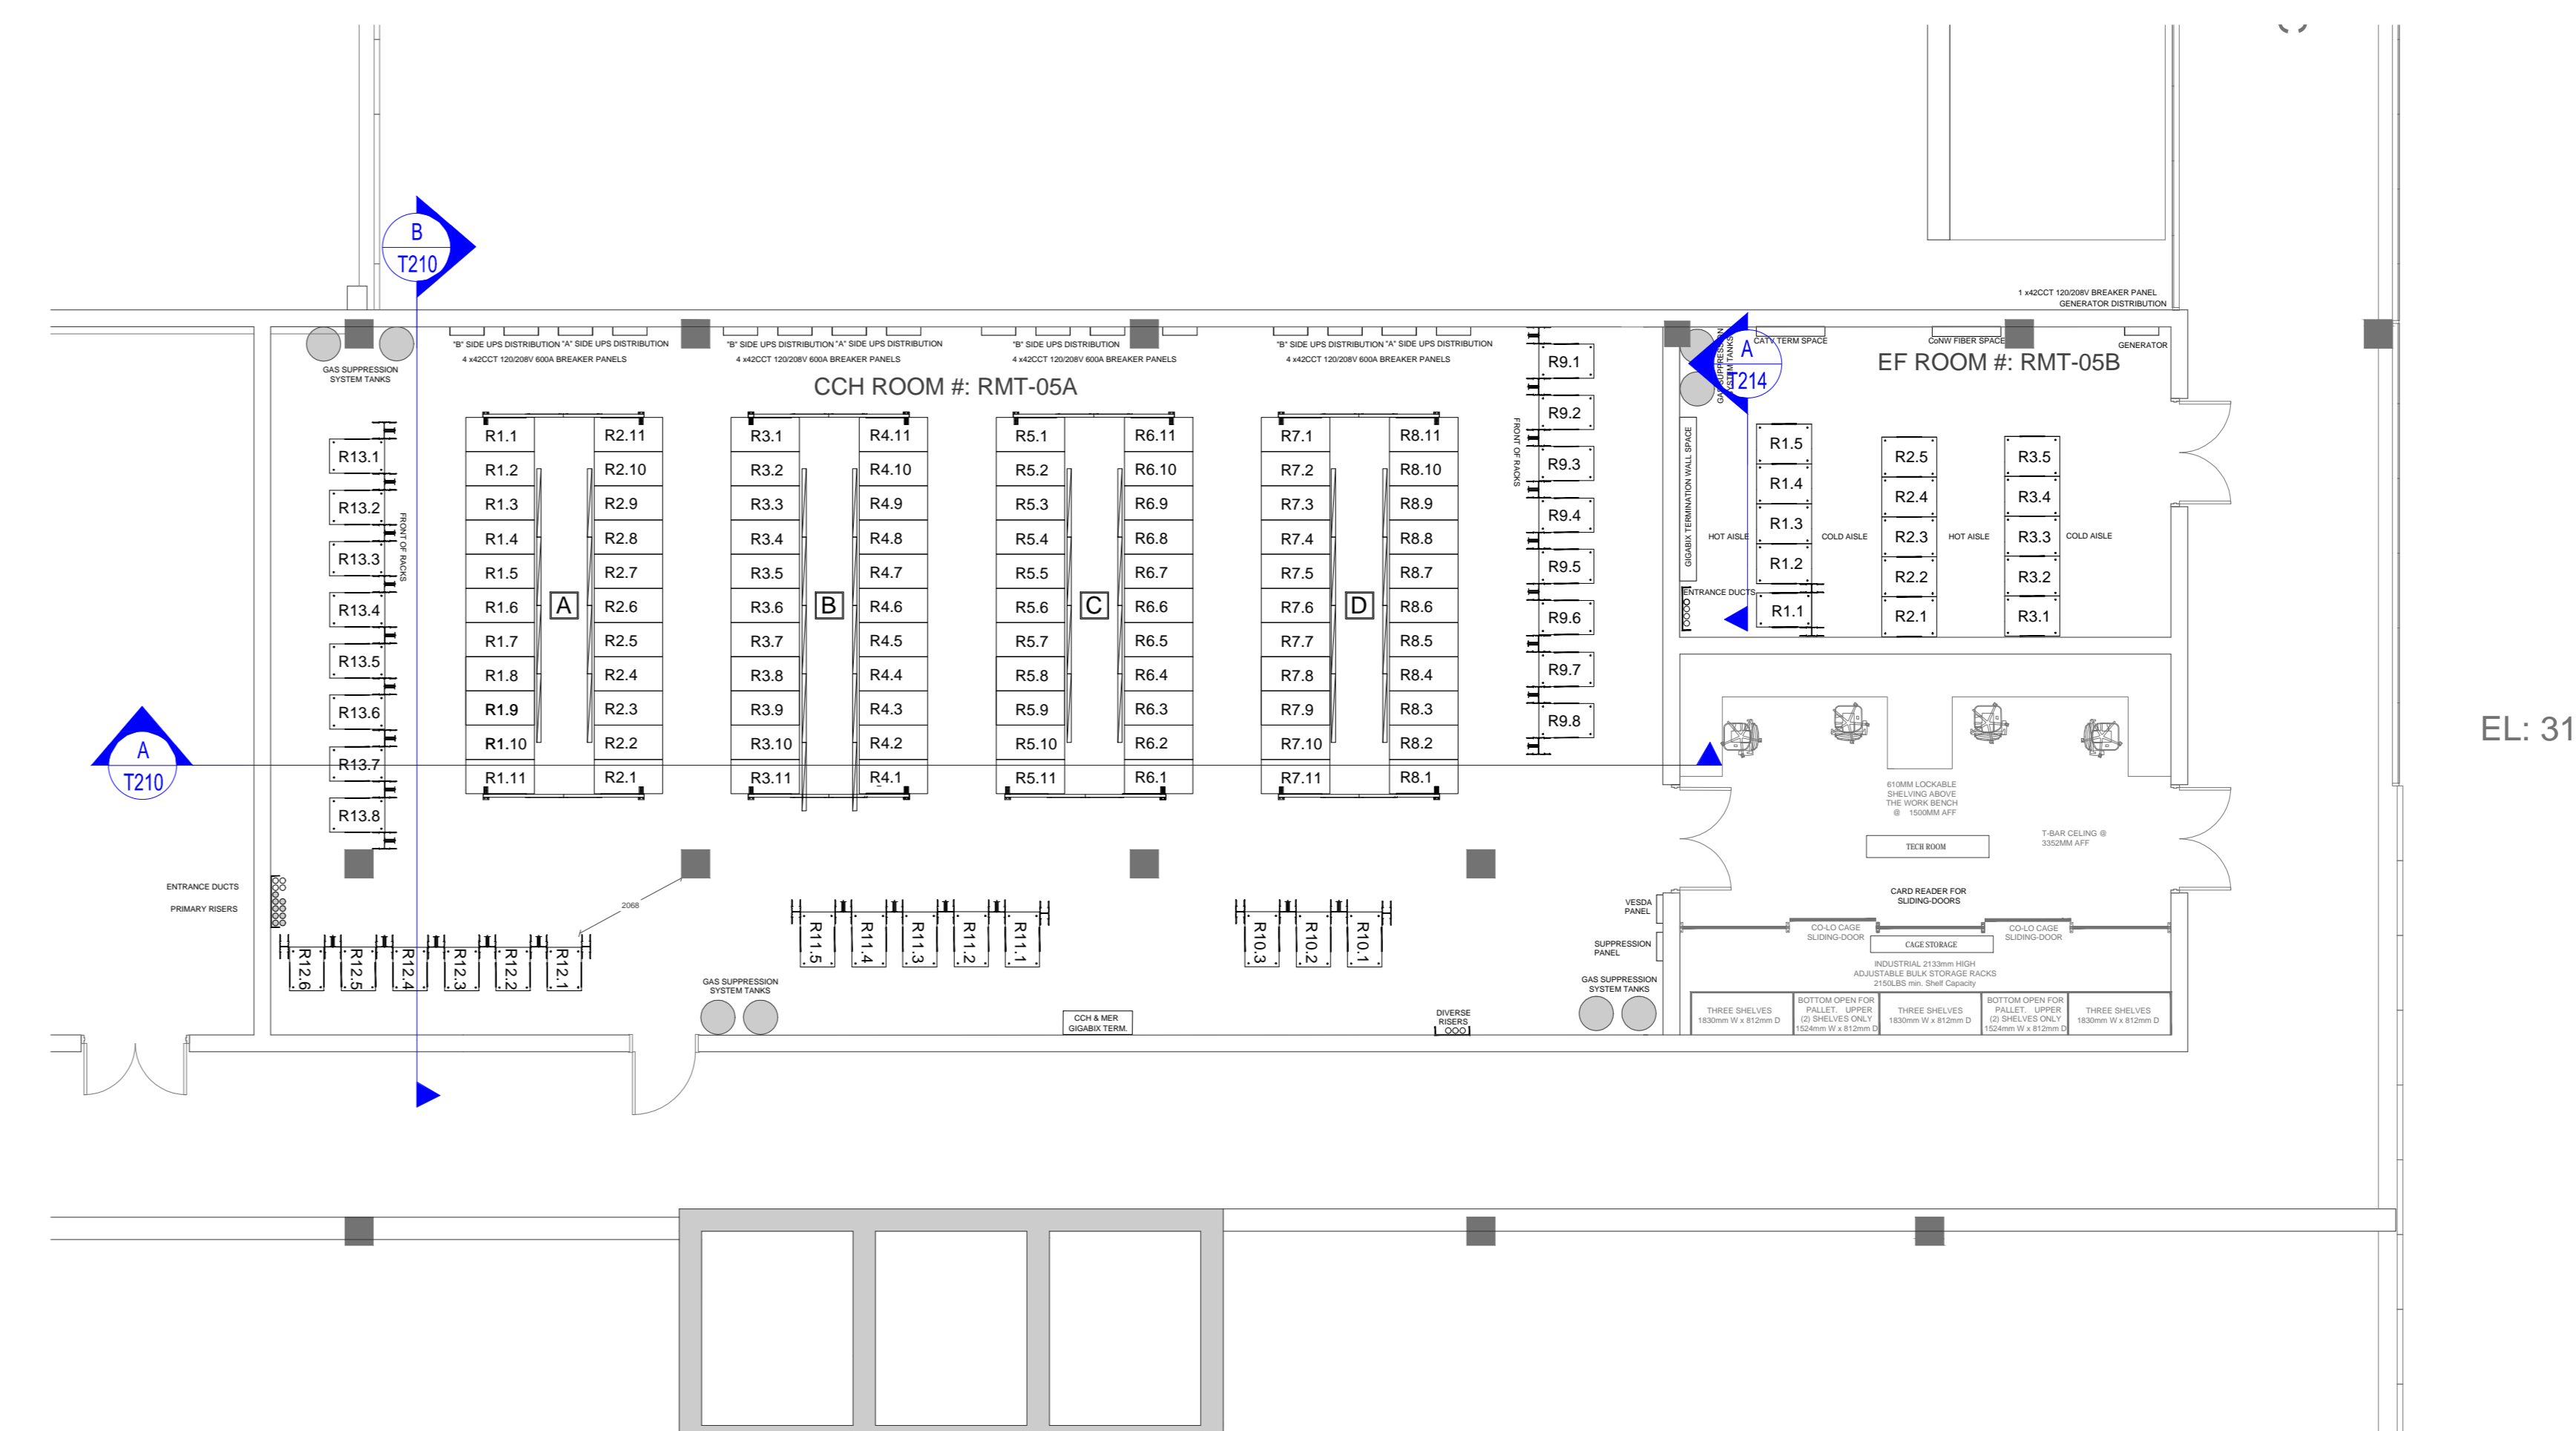 B
T210
1 x42CCT 120/208V BREAKER PANEL
GENERATOR DISTRIBUTION
"B" SIDE UPS DISTRIBUTION "A" SIDE UPS DISTRIBUTION
4 x42CCT 120/208V 600A BREAKER PANELS
"B" SIDE UPS DISTRIBUTION "A" SIDE UPS DISTRIBUTION
4 x42CCT 120/208V 600A BREAKER PANELS
"B" SIDE UPS DISTRIBUTION
4 x42CCT 120/208V 600A BREAKER PANELS
"B" SIDE UPS DISTRIBUTION "A" SIDE UPS DISTRIBUTION
4 x42CCT 120/208V 600A BREAKER PANELS
GAS SUPPRESSION
SYSTEM TANKS
CCH ROOM #: RMT-05A
GAS SUPPRESSION
SYSTEM TANKS
A
T214
CATV TERM SPACE
CoNW FIBER SPACE
GENERATOR
EF ROOM #: RMT-05B
R13.1
R13.2
R13.3
R13.4
R13.5
R13.6
R13.7
R13.8
FRONT OF RACKS
R1.1
R1.2
R1.3
R1.4
R1.5
R1.6
R1.7
R1.8
R1.9
R1.10
R1.11
A
R2.11
R2.10
R2.9
R2.8
R2.7
R2.6
R2.5
R2.4
R2.3
R2.2
R2.1
R3.1
R3.2
R3.3
R3.4
R3.5
R3.6
R3.7
R3.8
R3.9
R3.10
R3.11
B
R4.11
R4.10
R4.9
R4.8
R4.7
R4.6
R4.5
R4.4
R4.3
R4.2
R4.1
R5.1
R5.2
R5.3
R5.4
R5.5
R5.6
R5.7
R5.8
R5.9
R5.10
R5.11
C
R6.11
R6.10
R6.9
R6.8
R6.7
R6.6
R6.5
R6.4
R6.3
R6.2
R6.1
R7.1
R7.2
R7.3
R7.4
R7.5
R7.6
R7.7
R7.8
R7.9
R7.10
R7.11
D
R8.11
R8.10
R8.9
R8.8
R8.7
R8.6
R8.5
R8.4
R8.3
R8.2
R8.1
FRONT OF RACKS
R9.1
R9.2
R9.3
R9.4
R9.5
R9.6
R9.7
R9.8
GIGABIX TERMINATION WALL SPACE
HOT AISLE
ENTRANCE DUCTS
R1.5
R1.4
R1.3
R1.2
R1.1
COLD AISLE
R2.5
R2.4
R2.3
R2.2
R2.1
HOT AISLE
R3.5
R3.4
R3.3
R3.2
R3.1
COLD AISLE
EL: 31
A
T210
610MM LOCKABLE
SHELVING ABOVE
THE WORK BENCH
@ 1500MM AFF
T-BAR CELING @
3352MM AFF
TECH ROOM
CARD READER FOR
SLIDING-DOORS
CO-LO CAGE
SLIDING-DOOR
CO-LO CAGE
SLIDING-DOOR
CAGE STORAGE
INDUSTRIAL 2133mm HIGH
ADJUSTABLE BULK STORAGE RACKS
2150LBS min. Shelf Capacity
THREE SHELVES
1830mm W x 812mm D
BOTTOM OPEN FOR
PALLET. UPPER
(2) SHELVES ONLY
1524mm W x 812mm D
THREE SHELVES
1830mm W x 812mm D
BOTTOM OPEN FOR
PALLET. UPPER
(2) SHELVES ONLY
1524mm W x 812mm D
THREE SHELVES
1830mm W x 812mm D
ENTRANCE DUCTS
PRIMARY RISERS
2068
R12.6
R12.5
R12.4
R12.3
R12.2
R12.1
R11.5
R11.4
R11.3
R11.2
R11.1
R10.3
R10.2
R10.1
VESDA
PANEL
SUPPRESSION
PANEL
GAS SUPPRESSION
SYSTEM TANKS
GAS SUPPRESSION
SYSTEM TANKS
CCH & MER
GIGABIX TERM.
DIVERSE
RISERS